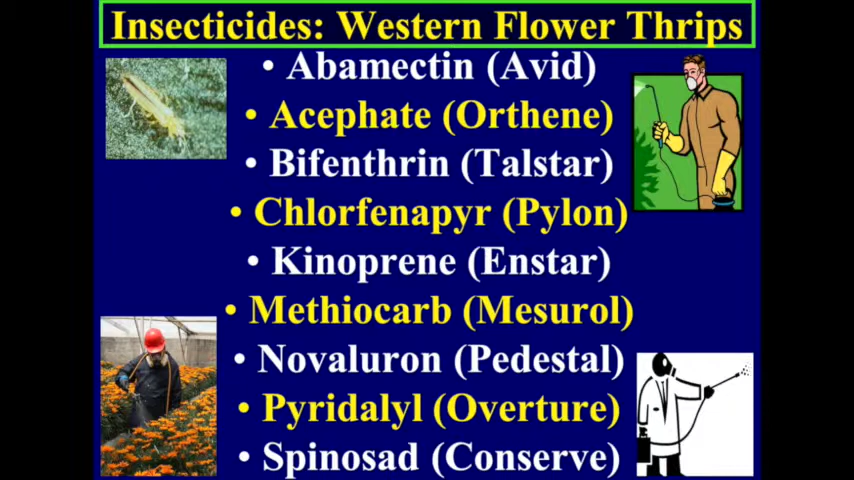 Insecticides: Western Flower Thrips
• Abamectin (Avid)
• Acephate (Orthene)
• Bifenthrin (Talstar)
• Chlorfenapyr (Pylon)
• Kinoprene (Enstar)
• Methiocarb (Mesurol)
• Novaluron (Pedestal)
• Pyridalyl (Overture)
• Spinosad (Conserve)